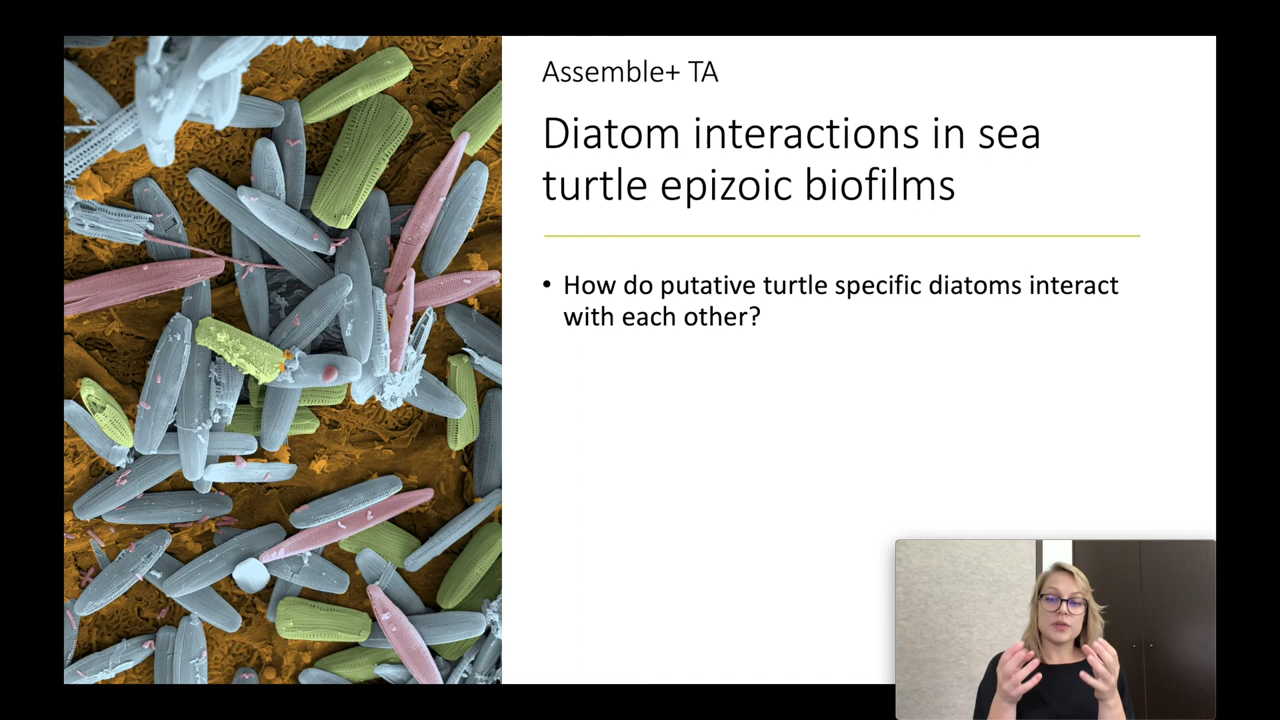 Assemble+ TA
Diatom interactions in sea
turtle epizoic biofilms
• How do putative turtle specific diatoms interact
with each other?